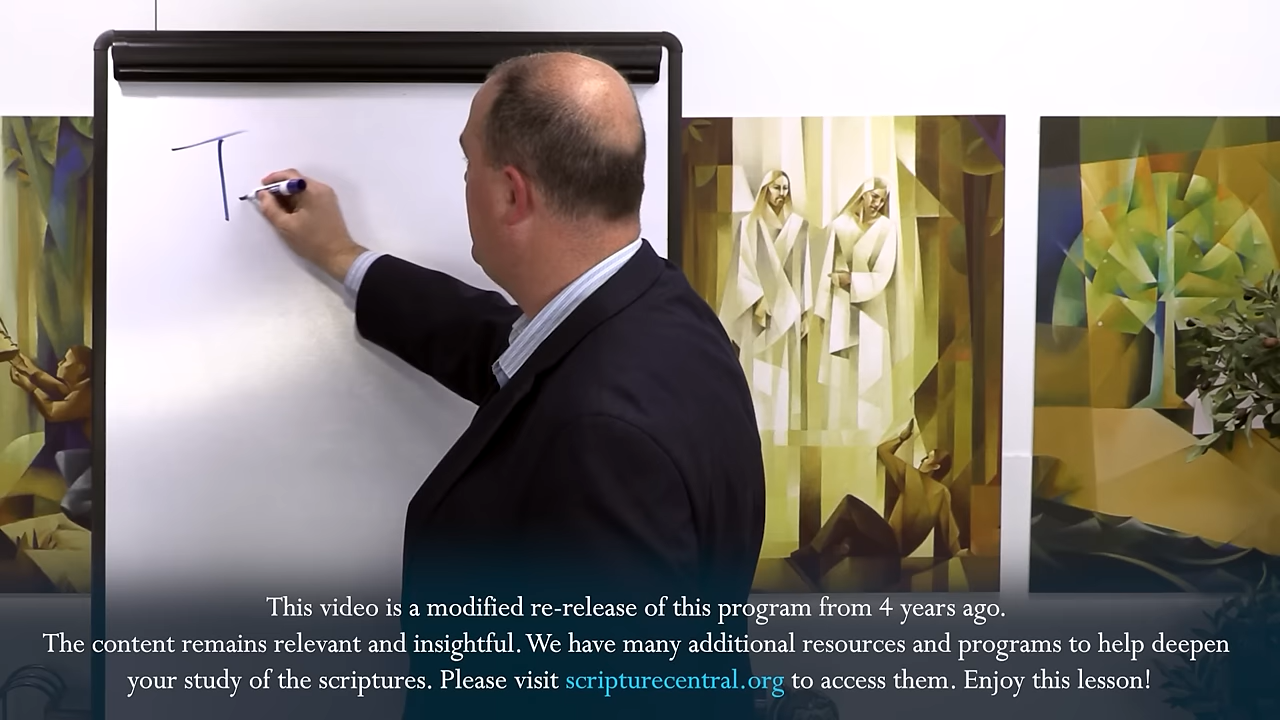 T
This video is a modified re-release of this program from 4 years ago.
The content remains relevant and insightful. We have many additional resources and programs to help deepen
your study of the scriptures. Please visit scripturecentral.org to access them. Enjoy this lesson!